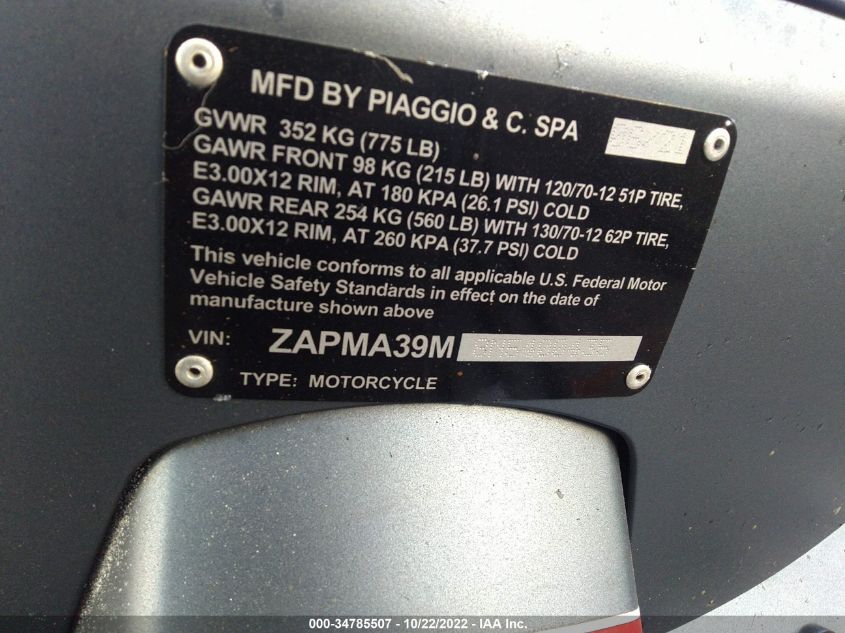 MFD BY PIAGGIO & C. SPA
GVWR 352 KG (775 LB)
GAWR FRONT 98 KG (215 LB) WITH 120/70-12 51P TIRE,
E3.00X12 RIM, AT 180 KPA (26.1 PSI) COLD
GAWR REAR 254 KG (560 LB) WITH 130/70-12 62P TIRE,
E3.00X12 RIM, AT 260 KPA (37.7 PSI) COLD
This vehicle conforms to all applicable U.S. Federal Motor
Vehicle Safety Standards in effect on the date of
manufacture shown above
VIN: ZAPMA39M
TYPE: MOTORCYCLE
000-34785507 - 10/22/2022 - IAA Inc.